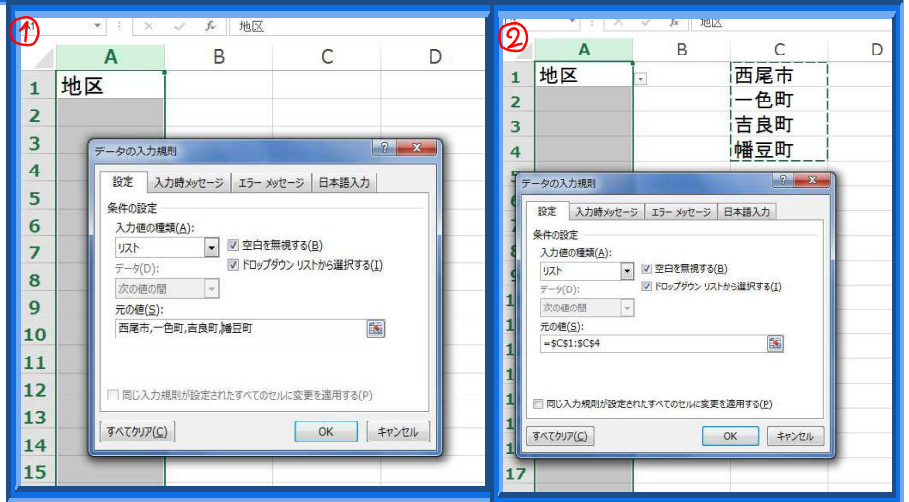 ①
A1
地区
A B C D
1 地区
2
3
4
5
6
7
8
9
10
11
12
13
14
15
データの入力規則
設定 入力時メッセージ エラー メッセージ 日本語入力
条件の設定
入力値の種類(A):
リスト
空白を無視する(B)
ドロップダウン リストから選択する(I)
データ(D):
次の値の間
元の値(S):
西尾市,一色町,吉良町,幡豆町
同じ入力規則が設定されたすべてのセルに変更を適用する(P)
すべてクリア(C) OK キャンセル
②
地区
A B C D
1 地区 西尾市
2 一色町
3 吉良町
4 幡豆町
データの入力規則
設定 入力時メッセージ エラー メッセージ 日本語入力
条件の設定
入力値の種類(A):
リスト
空白を無視する(B)
ドロップダウン リストから選択する(I)
データ(D):
次の値の間
元の値(S):
=$C$1:$C$4
同じ入力規則が設定されたすべてのセルに変更を適用する(P)
すべてクリア(C) OK キャンセル
17